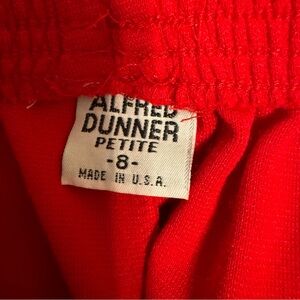 ALFRED
DUNNER
PETITE
-8-
MADE IN U.S.A.